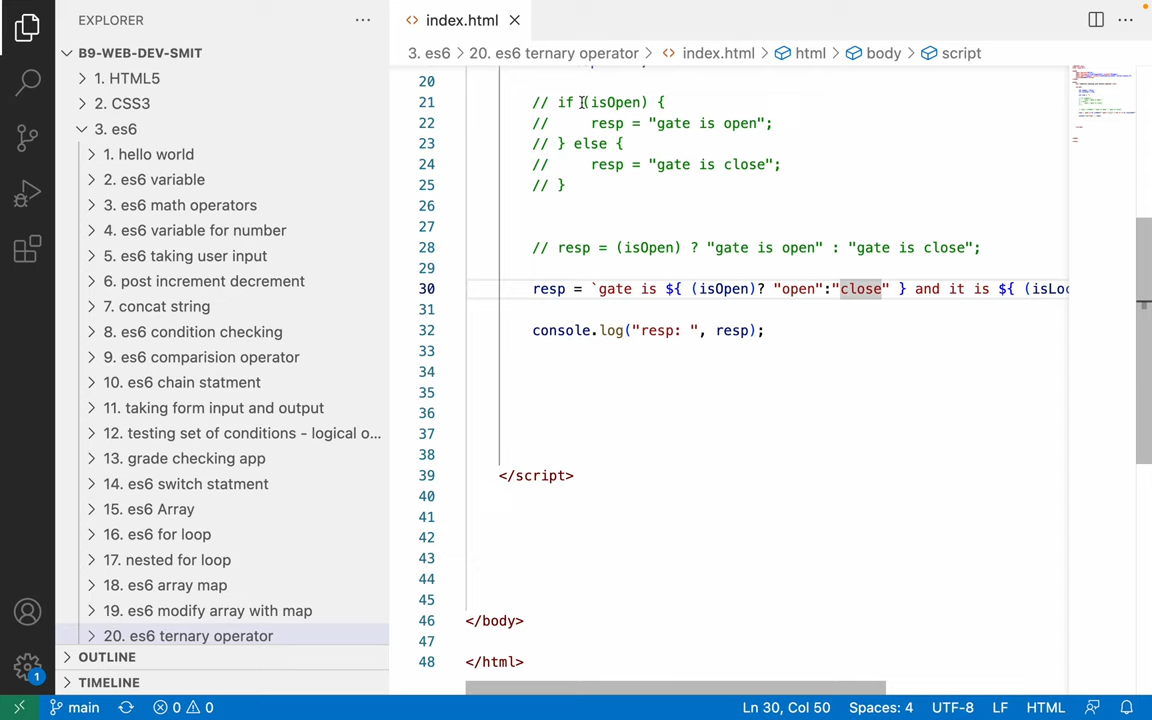 EXPLORER
index.html
B9-WEB-DEV-SMIT
3. es6 > 20. es6 ternary operator > index.html > html > body > script
1. HTML5
2. CSS3
3. es6
1. hello world
2. es6 variable
3. es6 math operators
4. es6 variable for number
5. es6 taking user input
6. post increment decrement
7. concat string
8. es6 condition checking
9. es6 comparision operator
10. es6 chain statment
11. taking form input and output
12. testing set of conditions - logical o...
13. grade checking app
14. es6 switch statment
15. es6 Array
16. es6 for loop
17. nested for loop
18. es6 array map
19. es6 modify array with map
20. es6 ternary operator
OUTLINE
TIMELINE
20
21 // if (isOpen) {
22 //     resp = "gate is open";
23 // } else {
24 //     resp = "gate is close";
25 // }
26
27
28 // resp = (isOpen) ? "gate is open" : "gate is close";
29
30 resp = `gate is ${ (isOpen)? "open":"close" } and it is ${ (isLoc
31
32 console.log("resp: ", resp);
33
34
35
36
37
38
39 </script>
40
41
42
43
44
45
46 </body>
47
48 </html>
1
main 0 0 Ln 30, Col 50 Spaces: 4 UTF-8 LF HTML